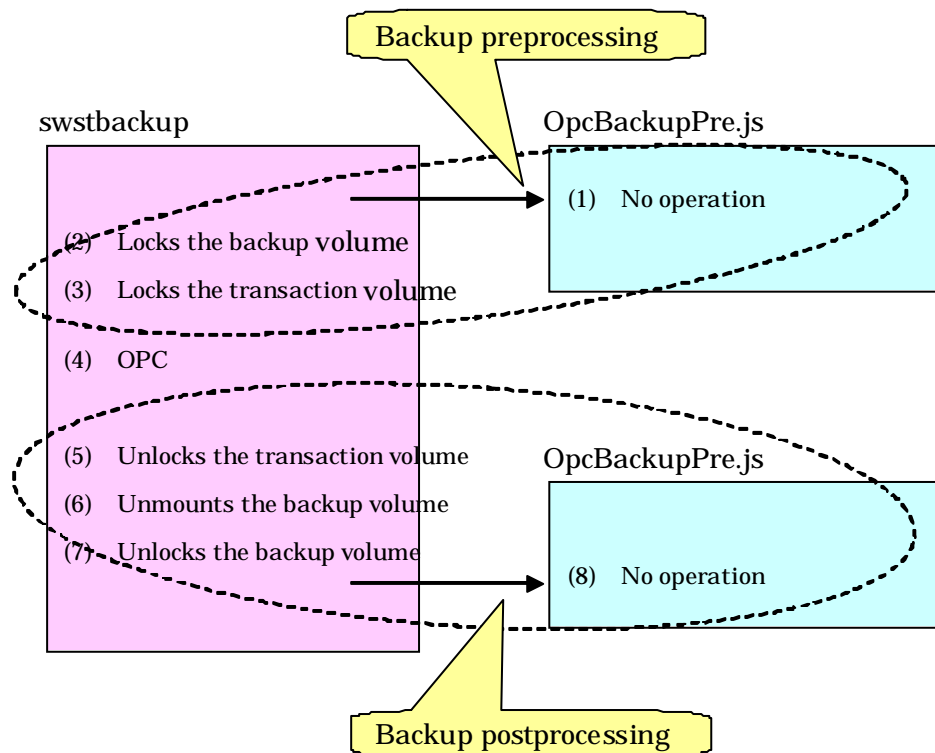 Backup preprocessing
swstbackup
OpcBackupPre.js
(1) No operation
(2) Locks the backup volume
(3) Locks the transaction volume
(4) OPC
(5) Unlocks the transaction volume
OpcBackupPre.js
(6) Unmounts the backup volume
(7) Unlocks the backup volume
(8) No operation
Backup postprocessing